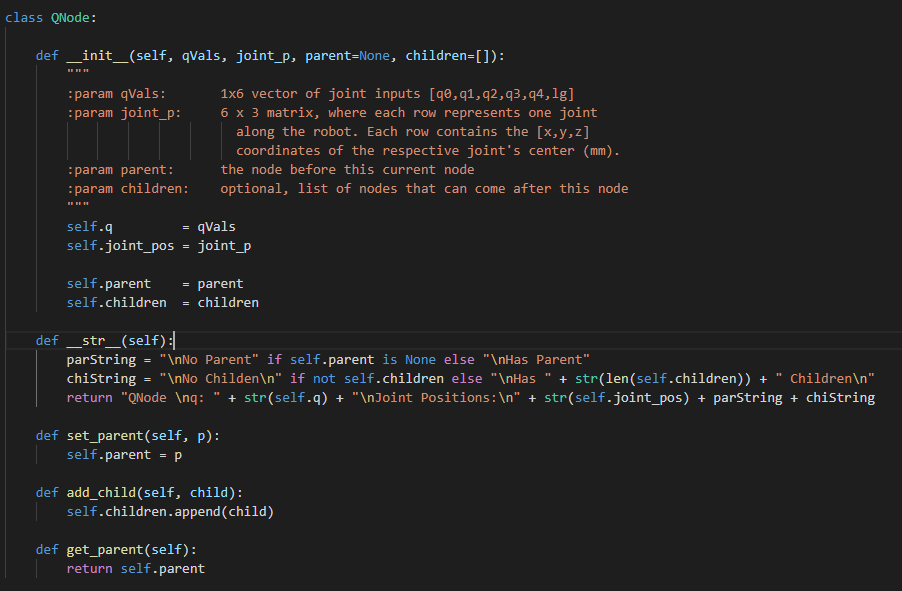 class QNode:
def __init__(self, qVals, joint_p, parent=None, children=[]):
"""
:param qVals: 1x6 vector of joint inputs [q0,q1,q2,q3,q4,lg]
:param joint_p: 6 x 3 matrix, where each row represents one joint
along the robot. Each row contains the [x,y,z]
coordinates of the respective joint's center (mm).
:param parent: the node before this current node
:param children: optional, list of nodes that can come after this node
"""
self.q = qVals
self.joint_pos = joint_p
self.parent = parent
self.children = children
def __str__(self):
parString = "\nNo Parent" if self.parent is None else "\nHas Parent"
chiString = "\nNo Childen\n" if not self.children else "\nHas " + str(len(self.children)) + " Children\n"
return "QNode \nq: " + str(self.q) + "\nJoint Positions:\n" + str(self.joint_pos) + parString + chiString
def set_parent(self, p):
self.parent = p
def add_child(self, child):
self.children.append(child)
def get_parent(self):
return self.parent